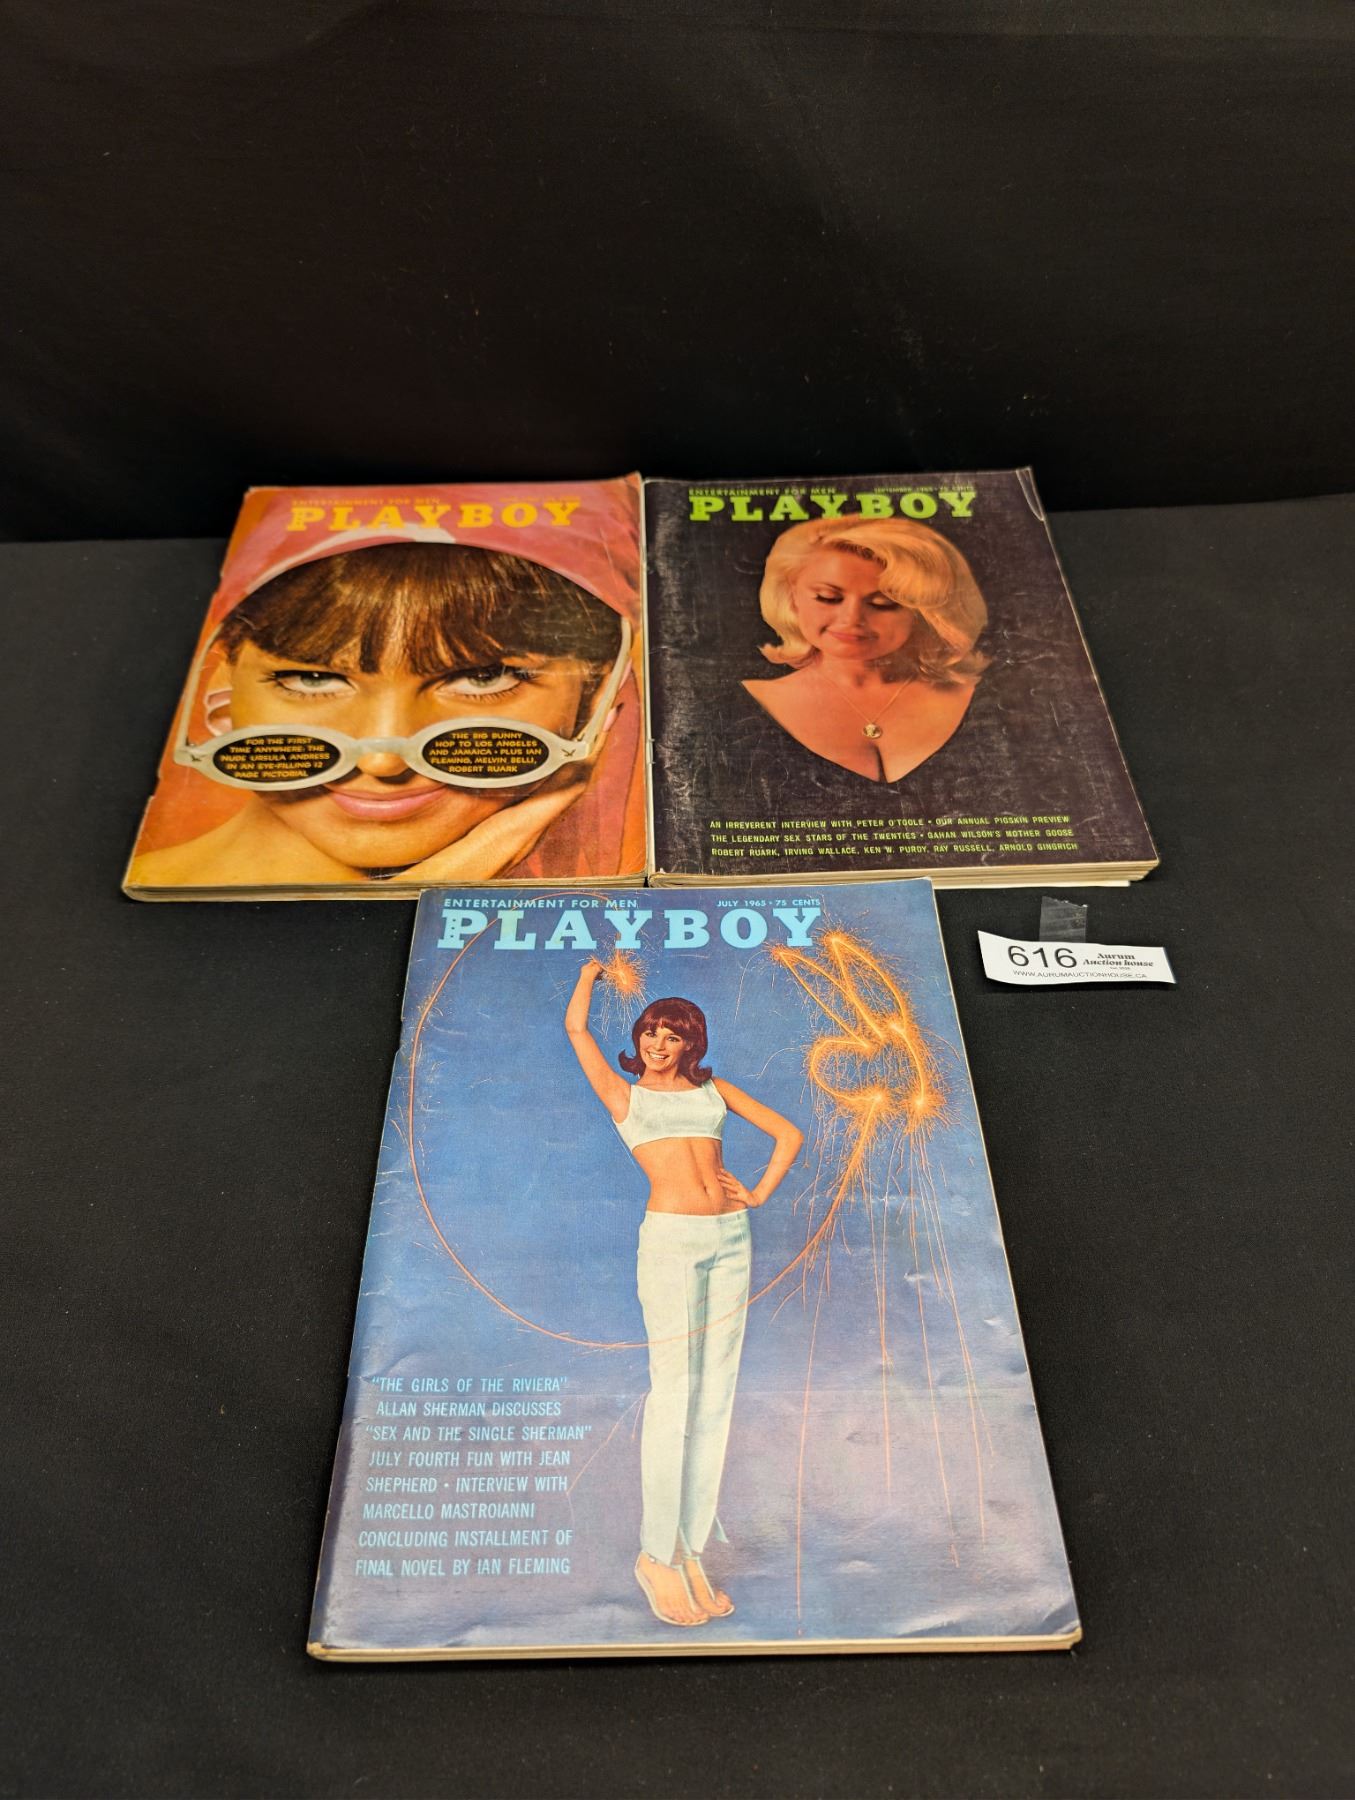 ENTERTAINMENT FOR MEN
PLAYBOY
FOR THE FIRST
TIME ANYWHERE: THE
NUDE URSULA ANDRESS
IN AN EYE-FILLING 12
PAGE PICTORIAL
THE BIG BUNNY
HOP TO LOS ANGELES
AND JAMAICA • PLUS IAN
FLEMING, MELVIN BELLI,
ROBERT RUARK
ENTERTAINMENT FOR MEN SEPTEMBER 1965 • 75 CENTS
PLAYBOY
AN IRREVERENT INTERVIEW WITH PETER O'TOOLE • OUR ANNUAL PIGSKIN PREVIEW
THE LEGENDARY SEX STARS OF THE TWENTIES • GAHAN WILSON'S MOTHER GOOSE
ROBERT RUARK, IRVING WALLACE, KEN W. PURDY, RAY RUSSELL, ARNOLD GINGRICH
ENTERTAINMENT FOR MEN JULY 1965 • 75 CENTS
PLAYBOY
"THE GIRLS OF THE RIVIERA"
ALLAN SHERMAN DISCUSSES
"SEX AND THE SINGLE SHERMAN"
JULY FOURTH FUN WITH JEAN
SHEPHERD • INTERVIEW WITH
MARCELLO MASTROIANNI
CONCLUDING INSTALLMENT OF
FINAL NOVEL BY IAN FLEMING
616 Aurum
Auction house
WWW.AURUMAUCTIONHOUSE.CA